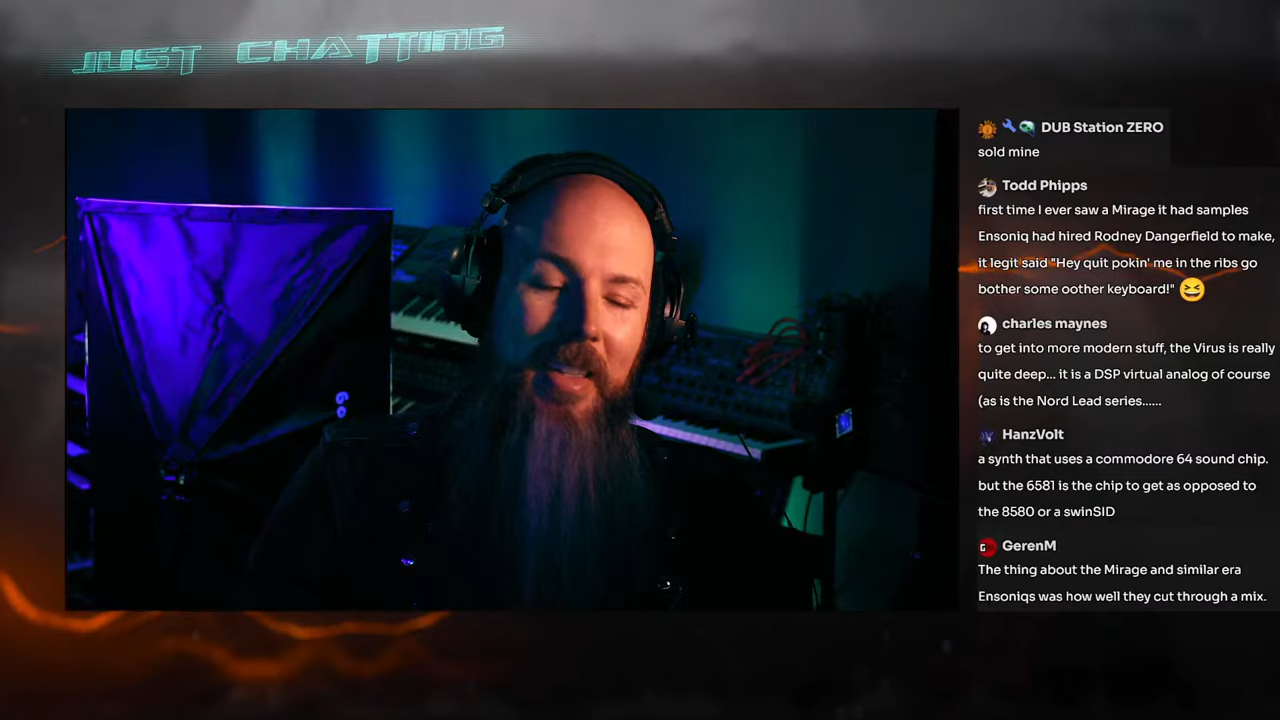 JUST CHATTING
DUB Station ZERO
sold mine
Todd Phipps
first time I ever saw a Mirage it had samples
Ensoniq had hired Rodney Dangerfield to make,
it legit said "Hey quit pokin' me in the ribs go
bother some oother keyboard!" 😆
charles maynes
to get into more modern stuff, the Virus is really
quite deep... it is a DSP virtual analog of course
(as is the Nord Lead series......
HanzVolt
a synth that uses a commodore 64 sound chip.
but the 6581 is the chip to get as opposed to
the 8580 or a swinSID
GerenM
The thing about the Mirage and similar era
Ensoniqs was how well they cut through a mix.